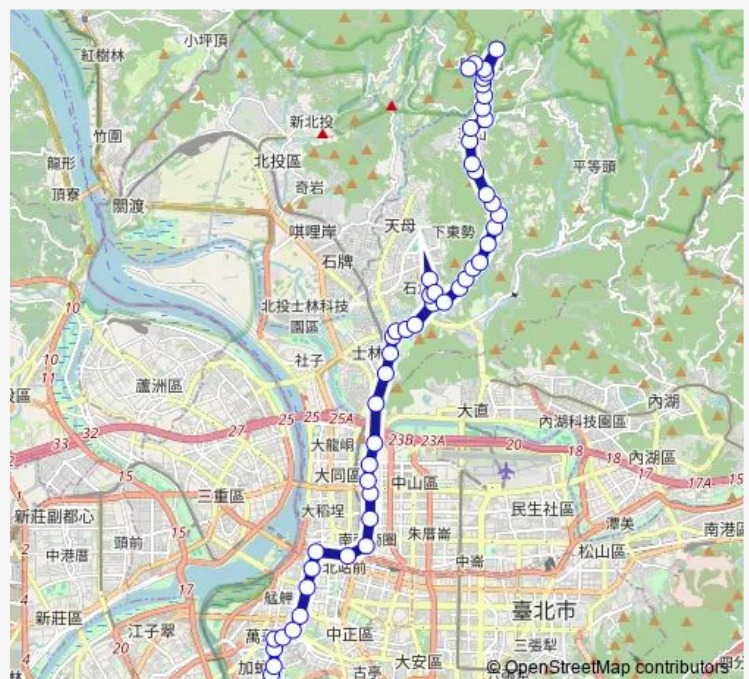 小坪頂
紅樹林
新北投
竹圍
北投區
平等頭
龍形
頂寮
奇岩
關渡
天母
下東勢
唭哩岸
石牌
北投士林科技
園區
10
社子
士林
10
11
蘆洲區
內湖
大直
內湖科技園區
25
25
25A
32
27
33
大龍峒
23B
23A
20
18
18
內湖區
17
17A
15
15
大同區
中山區
三重區
大稻埕
民生社區
新莊副都心
潭美
南港區
15
頭前
朱厝崙
2
中港厝
松山區
中崙
北站前
17
艋舺
臺北市
新莊區
江子翠
中正區
三張犁
大安區
古亭
© OpenStreetMap contributors